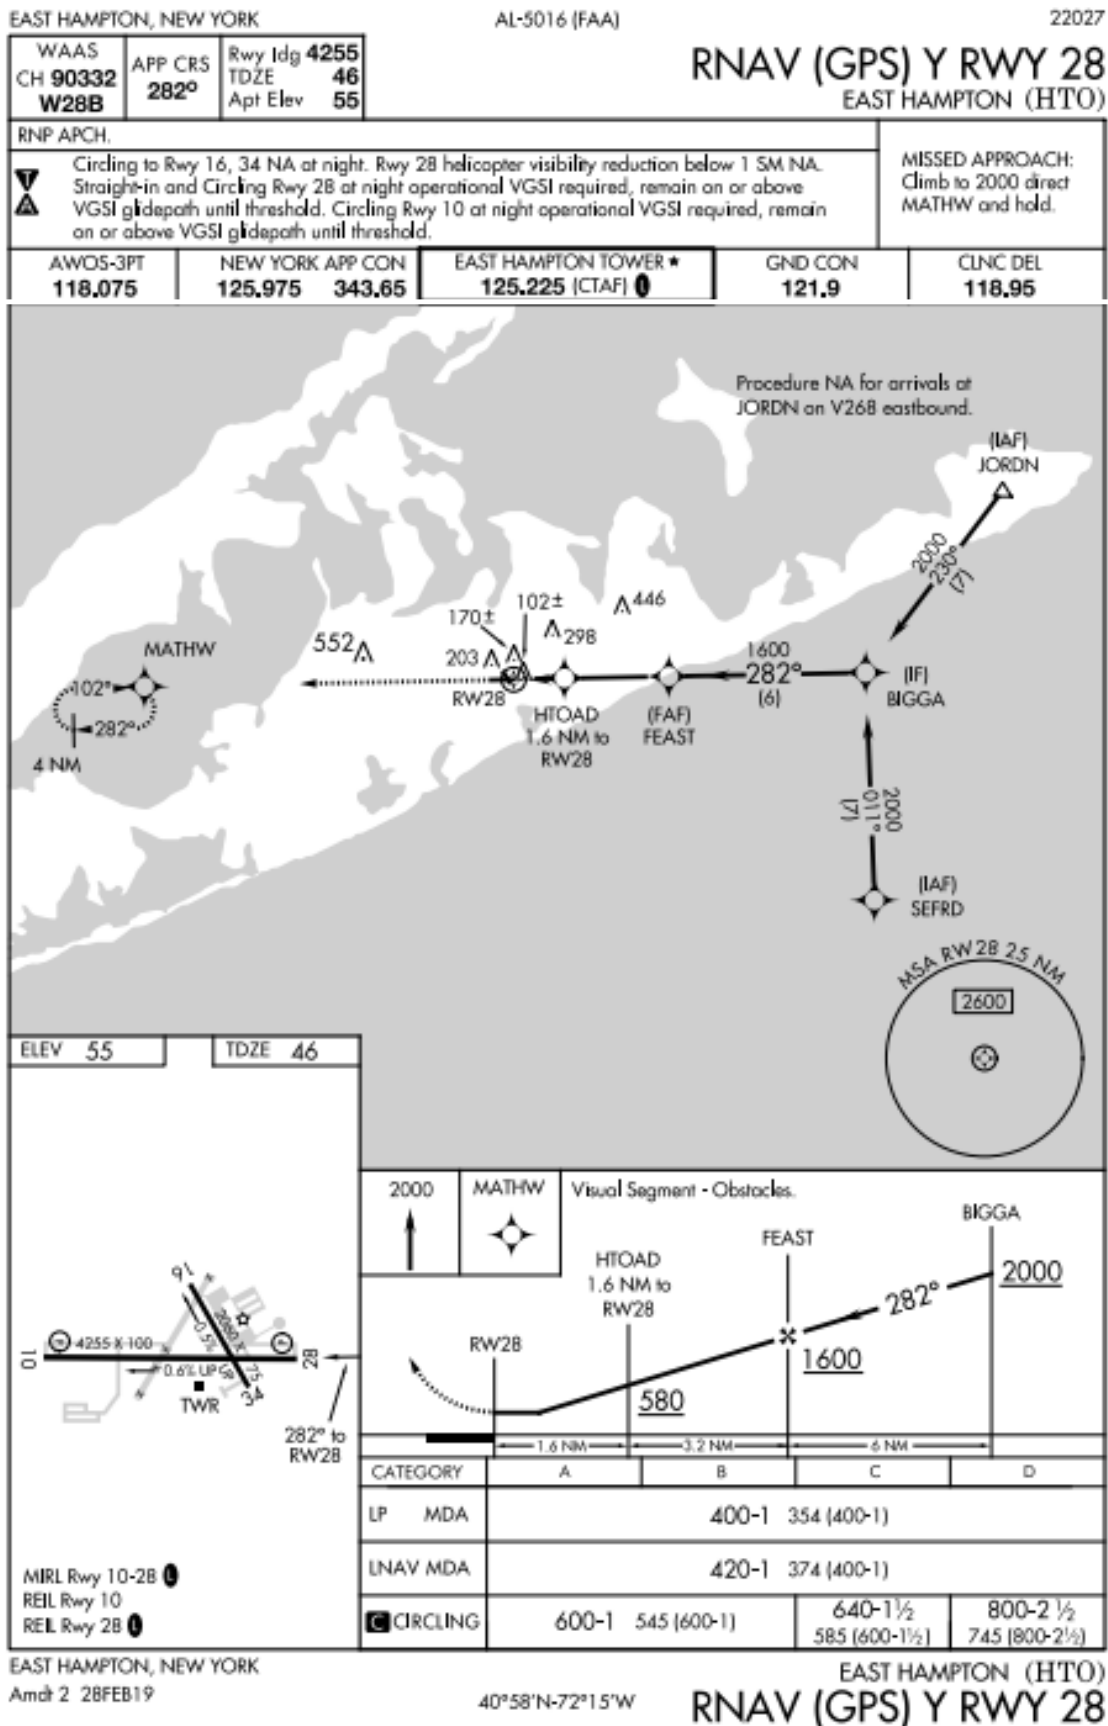 EAST HAMPTON, NEW YORK
AL-5016 (FAA)
22027
WAAS
CH 90332
W28B
APP CRS
282°
Rwy ldg 4255
TDZE 46
Apt Elev 55
RNAV (GPS) Y RWY 28
EAST HAMPTON (HTO)
RNP APCH.
T
A
Circling to Rwy 16, 34 NA at night. Rwy 28 helicopter visibility reduction below 1 SM NA.
Straight-in and Circling Rwy 28 at night operational VGSI required, remain on or above
VGSI glidepath until threshold. Circling Rwy 10 at night operational VGSI required, remain
on or above VGSI glidepath until threshold.
MISSED APPROACH:
Climb to 2000 direct
MATHW and hold.
AWOS-3PT
118.075
NEW YORK APP CON
125.975 343.65
EAST HAMPTON TOWER ★
125.225 (CTAF) L
GND CON
121.9
CLNC DEL
118.95
Procedure NA for arrivals at
JORDN on V268 eastbound.
(IAF)
JORDN
2000
230°
(7)
446
102±
170±
298
552
203
MATHW
102°
282°
4 NM
RW28
HTOAD
1.6 NM to
RW28
(FAF)
FEAST
1600
282°
(6)
(IF)
BIGGA
2000
011°
(7)
(IAF)
SEFRD
MSA RW28 25 NM
2600
ELEV 55
TDZE 46
16
2060 X 75
0.5% UP
4255 X 100
0.6% UP
10
28
34
TWR
282° to
RW28
MIRL Rwy 10-28 L
REIL Rwy 10
REIL Rwy 28 L
2000
MATHW
Visual Segment - Obstacles.
BIGGA
FEAST
HTOAD
1.6 NM to
RW28
RW28
282°
2000
1600
580
1.6 NM
3.2 NM
6 NM
CATEGORY A B C D
LP MDA 400-1 354 (400-1)
LNAV MDA 420-1 374 (400-1)
C CIRCLING 600-1 545 (600-1) 640-1½ 585 (600-1½) 800-2½ 745 (800-2½)
EAST HAMPTON, NEW YORK
Amdt 2 28FEB19
40°58'N-72°15'W
EAST HAMPTON (HTO)
RNAV (GPS) Y RWY 28